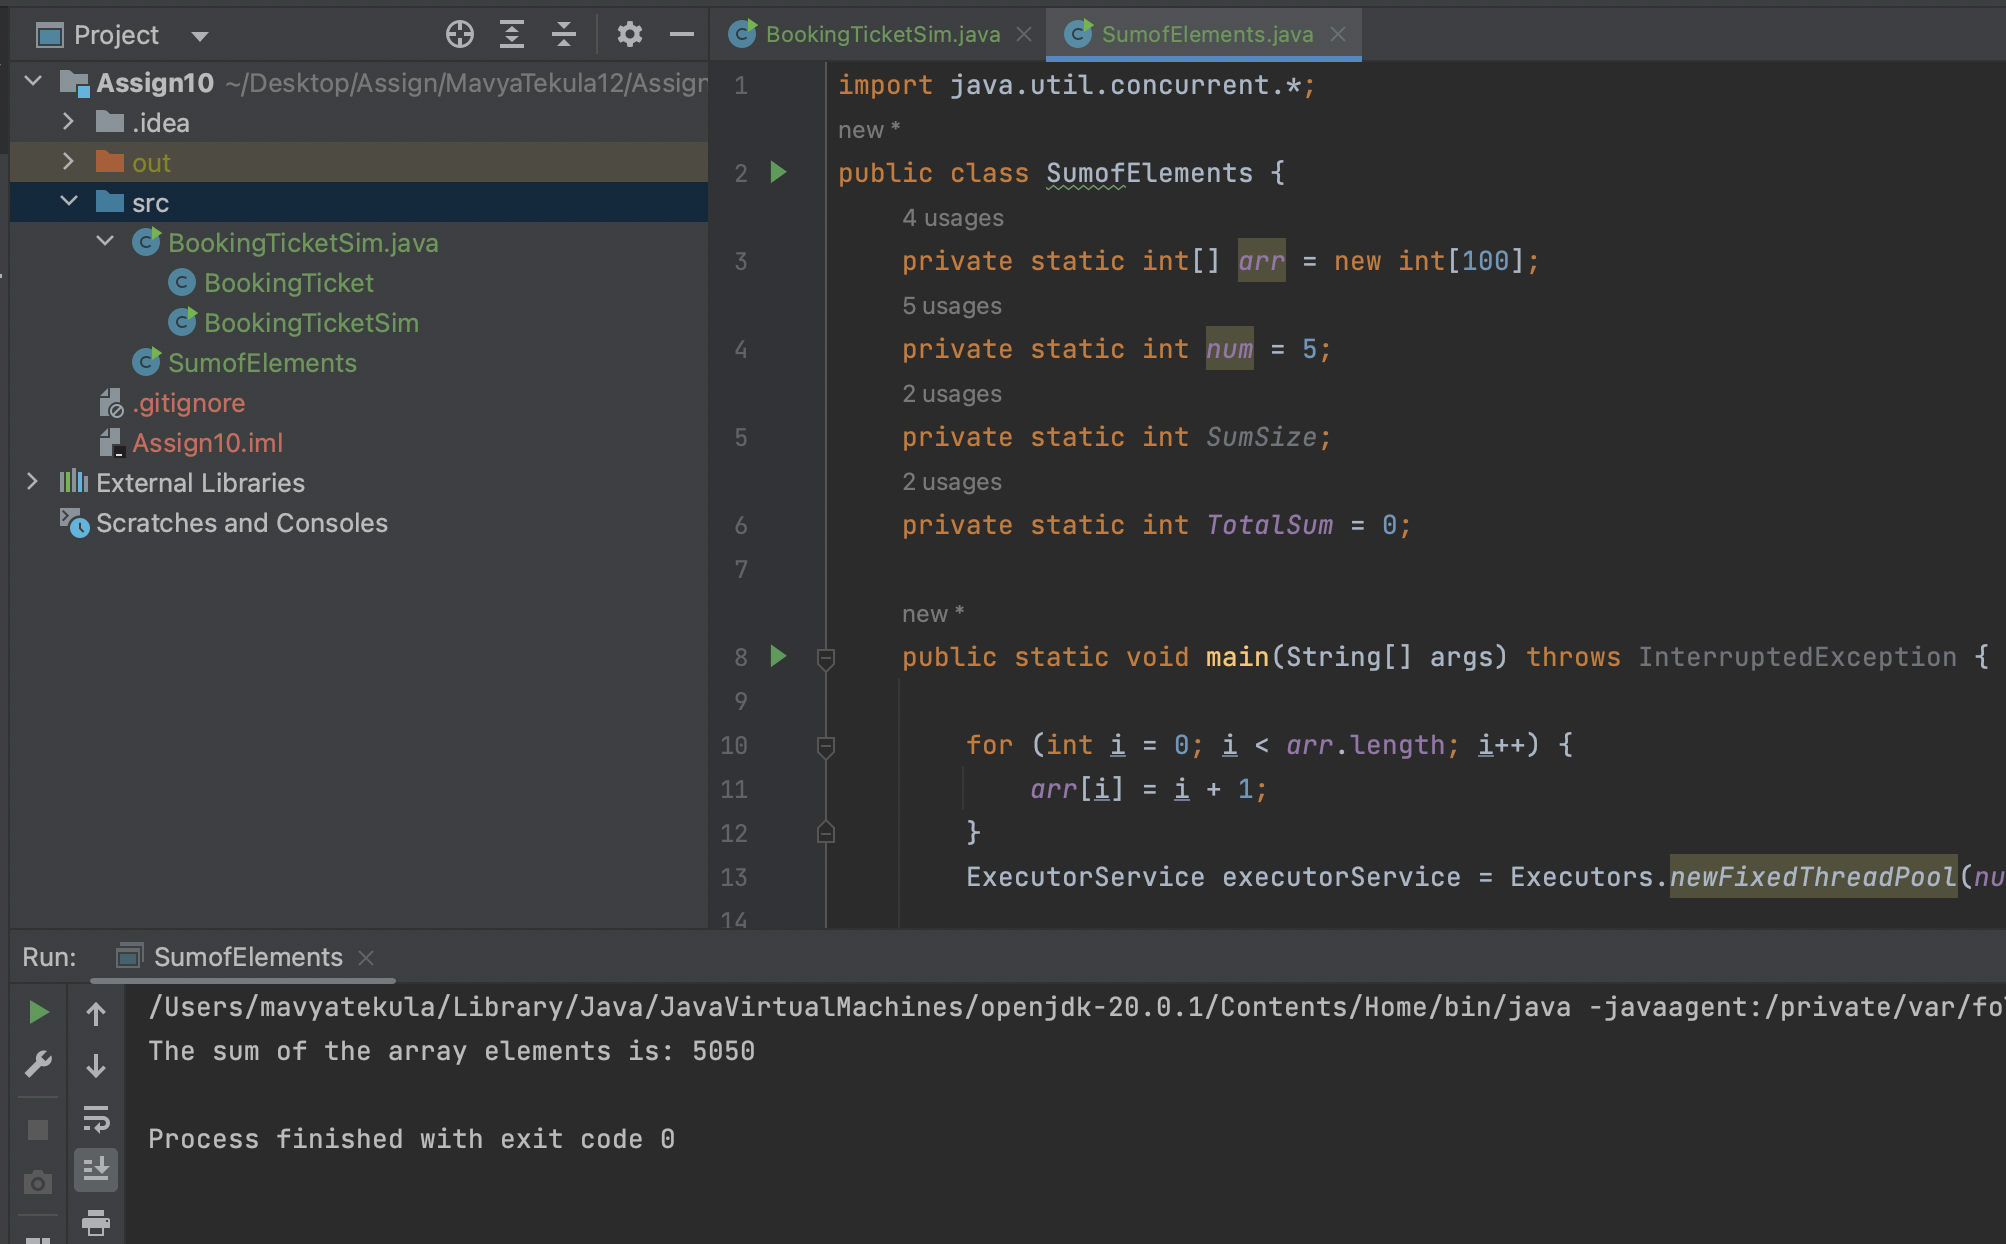 Project
BookingTicketSim.java
SumofElements.java
Assign10 ~/Desktop/Assign/MavyaTekula12/Assign
.idea
out
src
BookingTicketSim.java
BookingTicket
BookingTicketSim
SumofElements
.gitignore
Assign10.iml
External Libraries
Scratches and Consoles
1 import java.util.concurrent.*;
new *
2 public class SumofElements {
4 usages
3 private static int[] arr = new int[100];
5 usages
4 private static int num = 5;
2 usages
5 private static int SumSize;
2 usages
6 private static int TotalSum = 0;
7
new *
8 public static void main(String[] args) throws InterruptedException {
9
10 for (int i = 0; i < arr.length; i++) {
11 arr[i] = i + 1;
12 }
13 ExecutorService executorService = Executors.newFixedThreadPool(nu
14
Run: SumofElements
/Users/mavyatekula/Library/Java/JavaVirtualMachines/openjdk-20.0.1/Contents/Home/bin/java -javaagent:/private/var/fo
The sum of the array elements is: 5050
Process finished with exit code 0